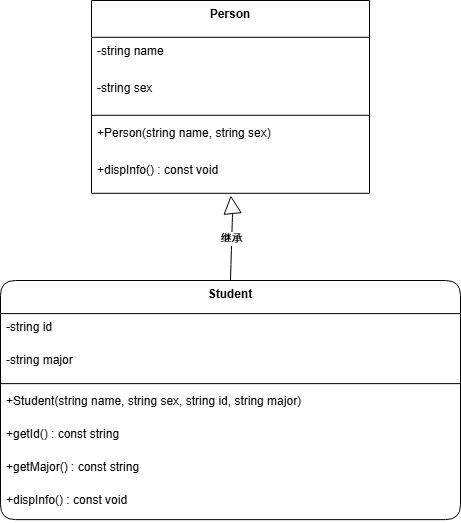 Person
-string name
-string sex
+Person(string name, string sex)
+dispInfo() : const void
继承
Student
-string id
-string major
+Student(string name, string sex, string id, string major)
+getId() : const string
+getMajor() : const string
+dispInfo() : const void